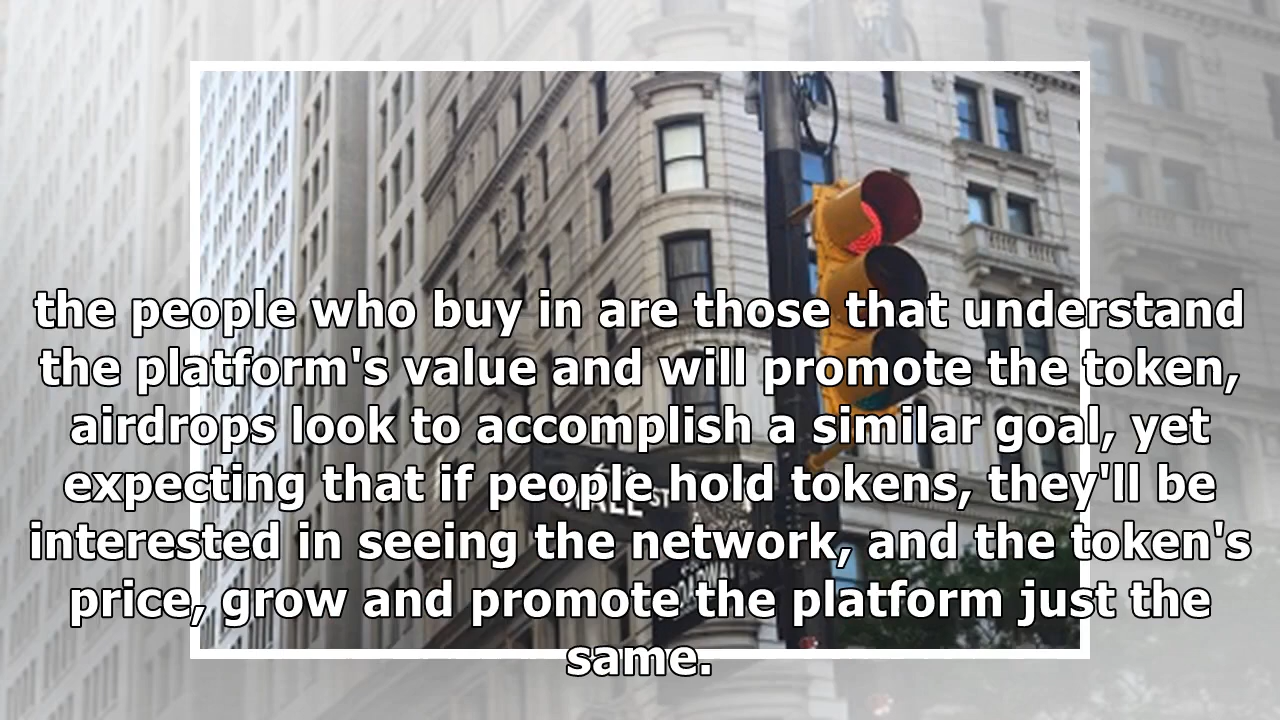 the people who buy in are those that understand
the platform's value and will promote the token,
airdrops look to accomplish a similar goal, yet
expecting that if people hold tokens, they'll be
interested in seeing the network, and the token's
price, grow and promote the platform just the
same.
WALL ST